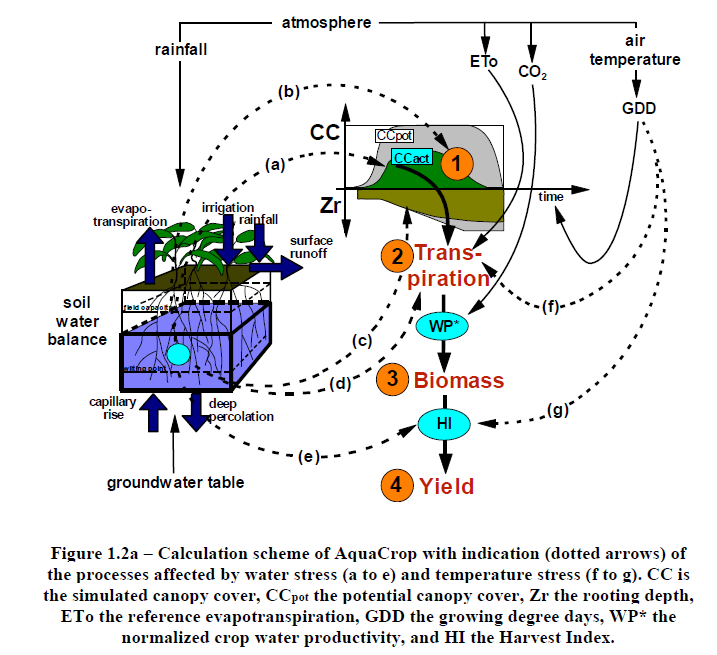 atmosphere
rainfall
air
temperature
ETo
CO2
GDD
(b)
(a)
CC
CCpot
CCact
1
Zr
time
evapo-
transpiration
irrigation
rainfall
surface
runoff
2 Trans-
piration
(f)
soil
water
balance
field capacity
wilting point
WP*
(c)
(d)
3 Biomass
capillary
rise
deep
percolation
(g)
HI
(e)
groundwater table
4 Yield
Figure 1.2a – Calculation scheme of AquaCrop with indication (dotted arrows) of
the processes affected by water stress (a to e) and temperature stress (f to g). CC is
the simulated canopy cover, CCpot the potential canopy cover, Zr the rooting depth,
ETo the reference evapotranspiration, GDD the growing degree days, WP* the
normalized crop water productivity, and HI the Harvest Index.